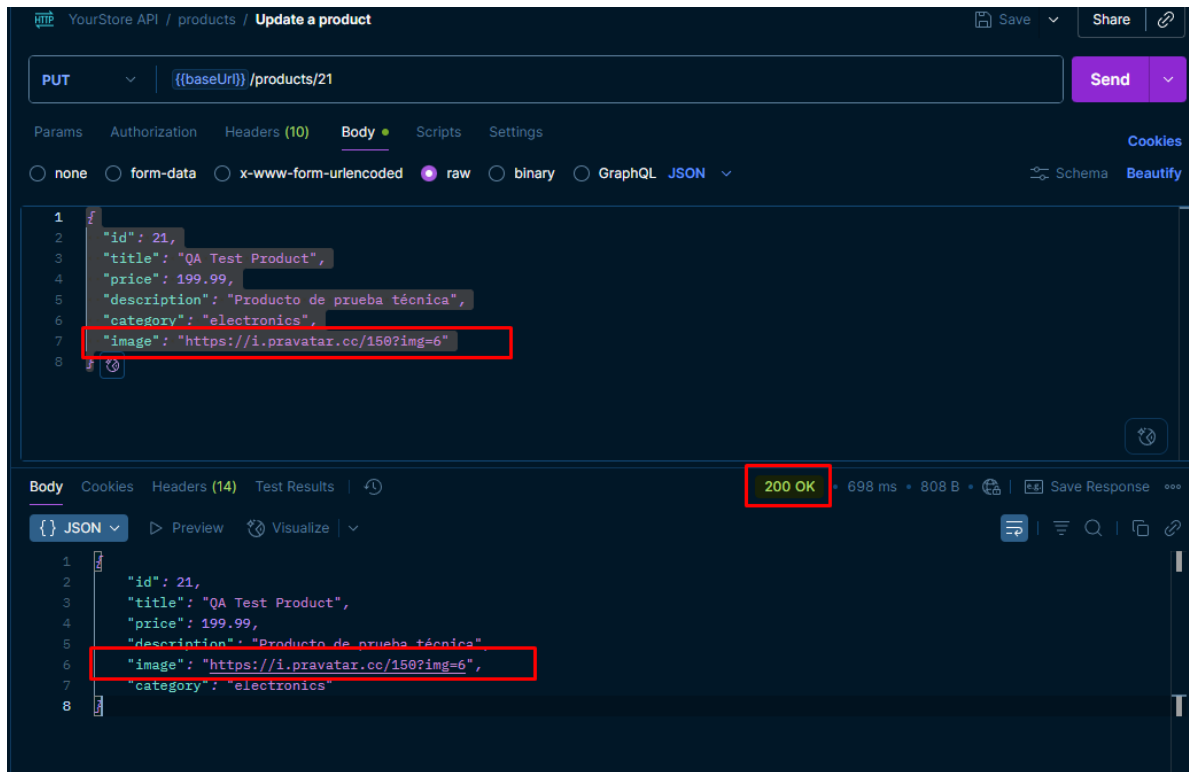 HTTP YourStore API / products / Update a product Save Share
PUT {{baseUrl}} /products/21 Send
Params Authorization Headers (10) Body Scripts Settings Cookies
none form-data x-www-form-urlencoded raw binary GraphQL JSON Schema Beautify
1 {
2 "id": 21,
3 "title": "QA Test Product",
4 "price": 199.99,
5 "description": "Producto de prueba técnica",
6 "category": "electronics",
7 "image": "https://i.pravatar.cc/150?img=6"
8 }
Body Cookies Headers (14) Test Results 200 OK • 698 ms • 808 B • e.g. Save Response
{} JSON Preview Visualize
1 {
2 "id": 21,
3 "title": "QA Test Product",
4 "price": 199.99,
5 "description": "Producto de prueba técnica",
6 "image": "https://i.pravatar.cc/150?img=6",
7 "category": "electronics"
8 }